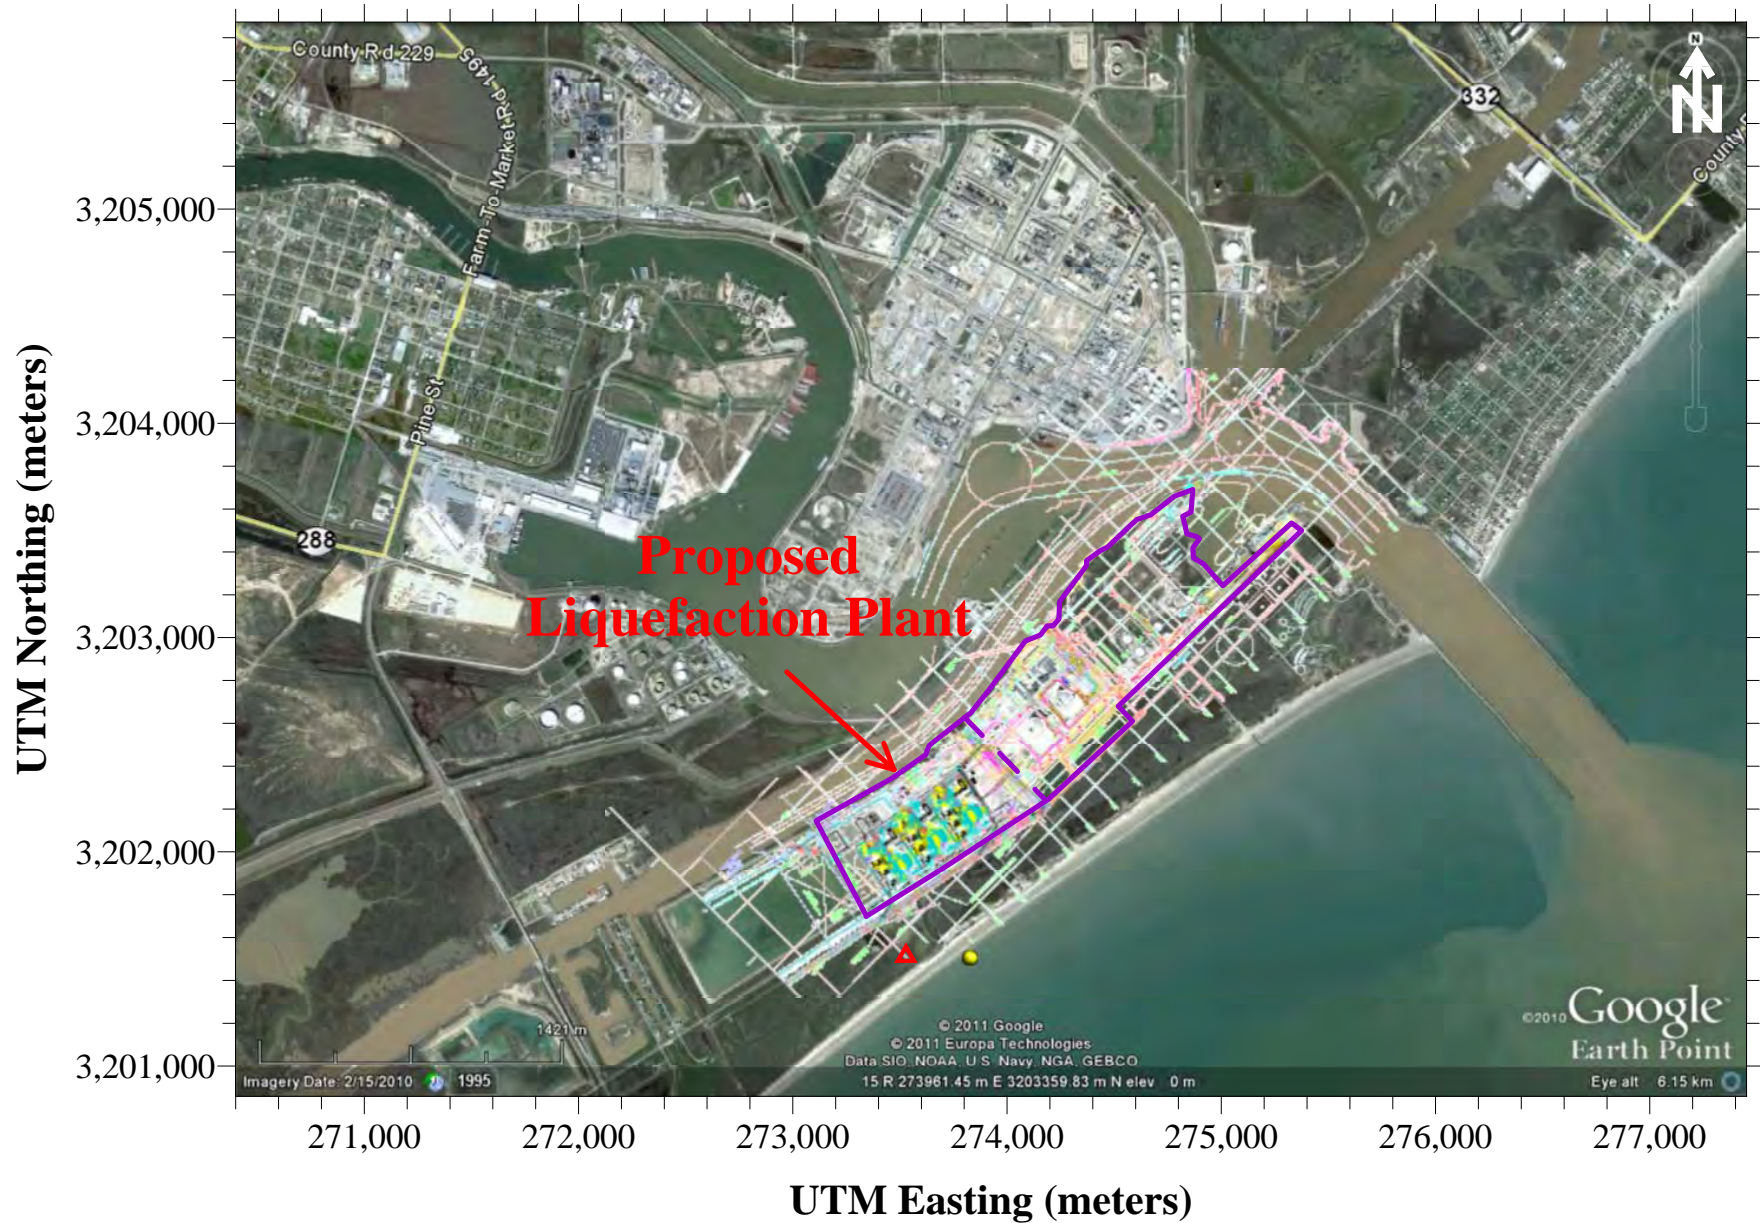 County Rd 229
Farm-To-Market Rd 1495
332
N
N
County
3,205,000
3,204,000
3,203,000
3,202,000
3,201,000
UTM Northing (meters)
Pine St
288
Proposed
Liquefaction Plant
1421 m
© 2011 Google
© 2011 Europa Technologies
Data SIO, NOAA, U.S. Navy, NGA, GEBCO
©2010 Google
Earth Point
Imagery Date: 2/15/2010
1995
15 R 273961.45 m E 3203359.83 m N elev 0 m
Eye alt 6.15 km
271,000
272,000
273,000
274,000
275,000
276,000
277,000
UTM Easting (meters)